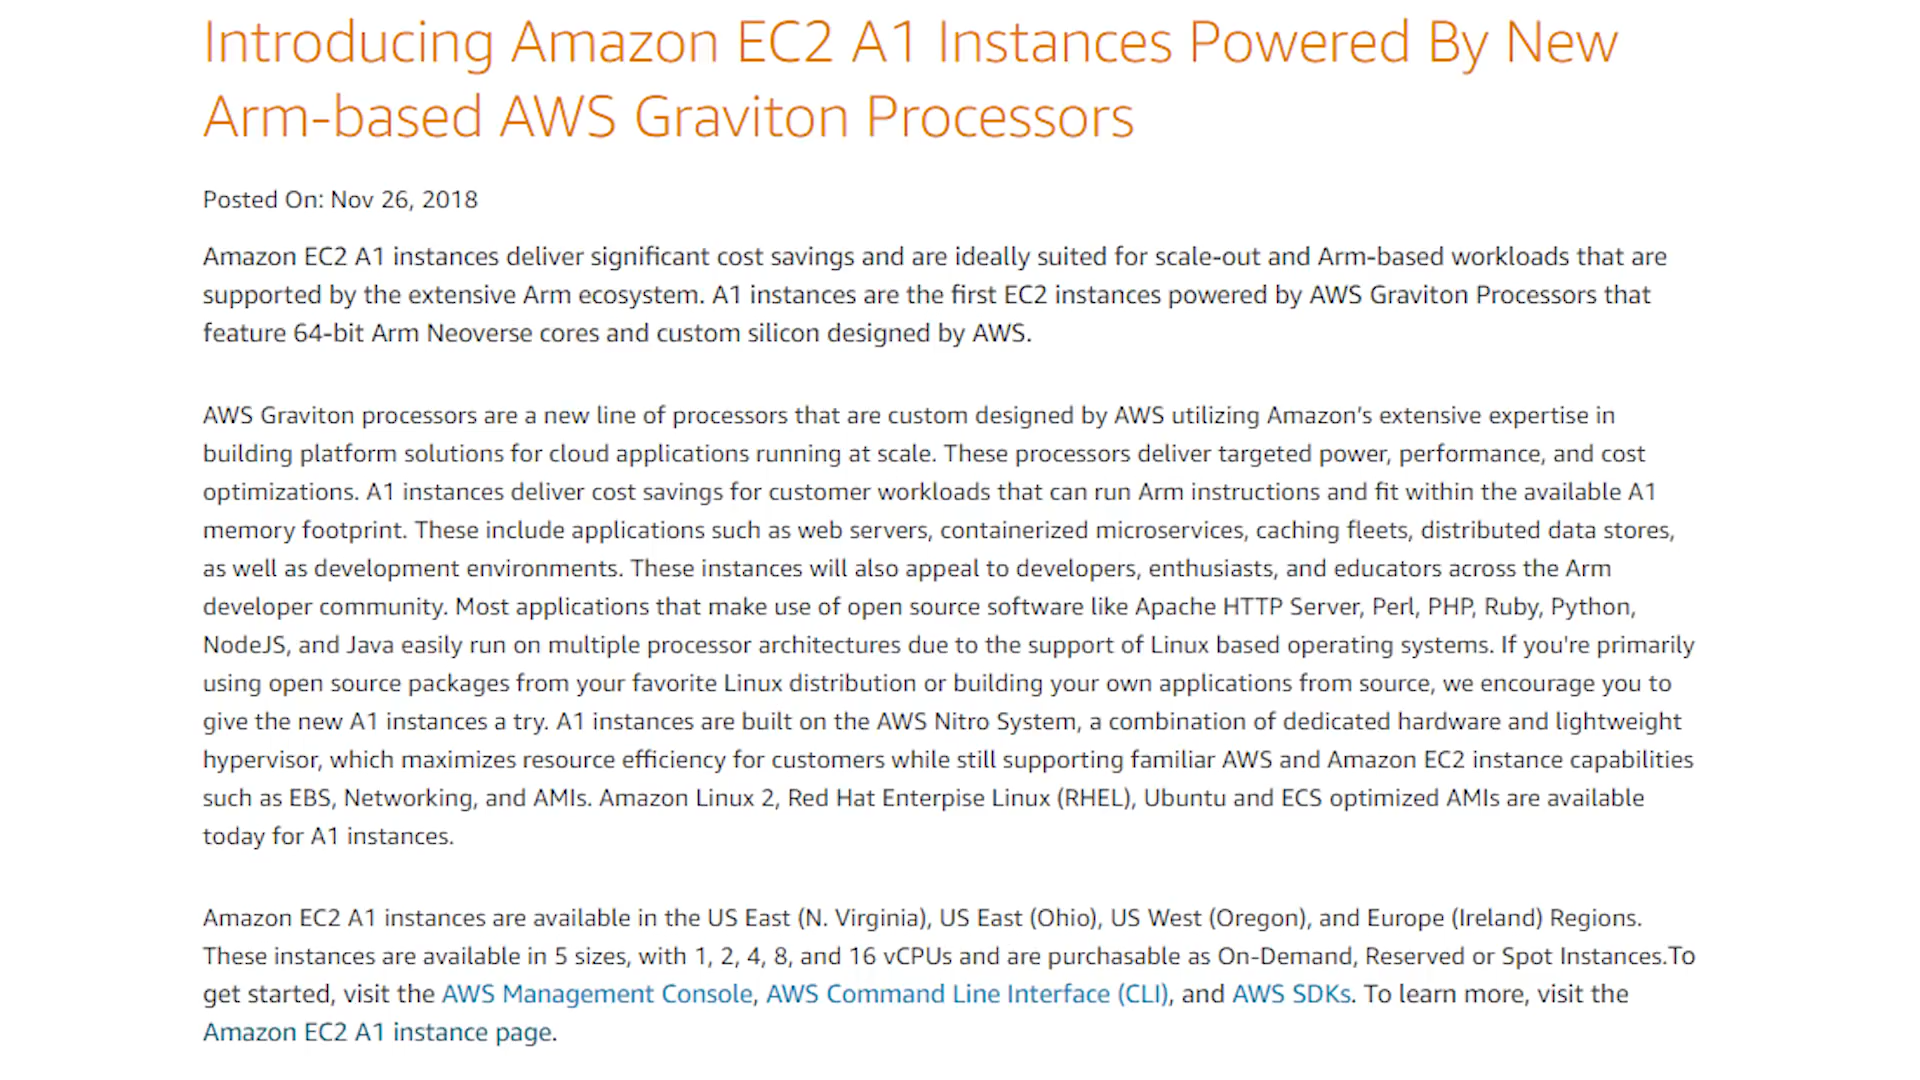 Introducing Amazon EC2 A1 Instances Powered By New
Arm-based AWS Graviton Processors
Posted On: Nov 26, 2018
Amazon EC2 A1 instances deliver significant cost savings and are ideally suited for scale-out and Arm-based workloads that are
supported by the extensive Arm ecosystem. A1 instances are the first EC2 instances powered by AWS Graviton Processors that
feature 64-bit Arm Neoverse cores and custom silicon designed by AWS.
AWS Graviton processors are a new line of processors that are custom designed by AWS utilizing Amazon's extensive expertise in
building platform solutions for cloud applications running at scale. These processors deliver targeted power, performance, and cost
optimizations. A1 instances deliver cost savings for customer workloads that can run Arm instructions and fit within the available A1
memory footprint. These include applications such as web servers, containerized microservices, caching fleets, distributed data stores,
as well as development environments. These instances will also appeal to developers, enthusiasts, and educators across the Arm
developer community. Most applications that make use of open source software like Apache HTTP Server, Perl, PHP, Ruby, Python,
NodeJS, and Java easily run on multiple processor architectures due to the support of Linux based operating systems. If you're primarily
using open source packages from your favorite Linux distribution or building your own applications from source, we encourage you to
give the new A1 instances a try. A1 instances are built on the AWS Nitro System, a combination of dedicated hardware and lightweight
hypervisor, which maximizes resource efficiency for customers while still supporting familiar AWS and Amazon EC2 instance capabilities
such as EBS, Networking, and AMIs. Amazon Linux 2, Red Hat Enterpise Linux (RHEL), Ubuntu and ECS optimized AMIs are available
today for A1 instances.
Amazon EC2 A1 instances are available in the US East (N. Virginia), US East (Ohio), US West (Oregon), and Europe (Ireland) Regions.
These instances are available in 5 sizes, with 1, 2, 4, 8, and 16 vCPUs and are purchasable as On-Demand, Reserved or Spot Instances.To
get started, visit the AWS Management Console, AWS Command Line Interface (CLI), and AWS SDKs. To learn more, visit the
Amazon EC2 A1 instance page.